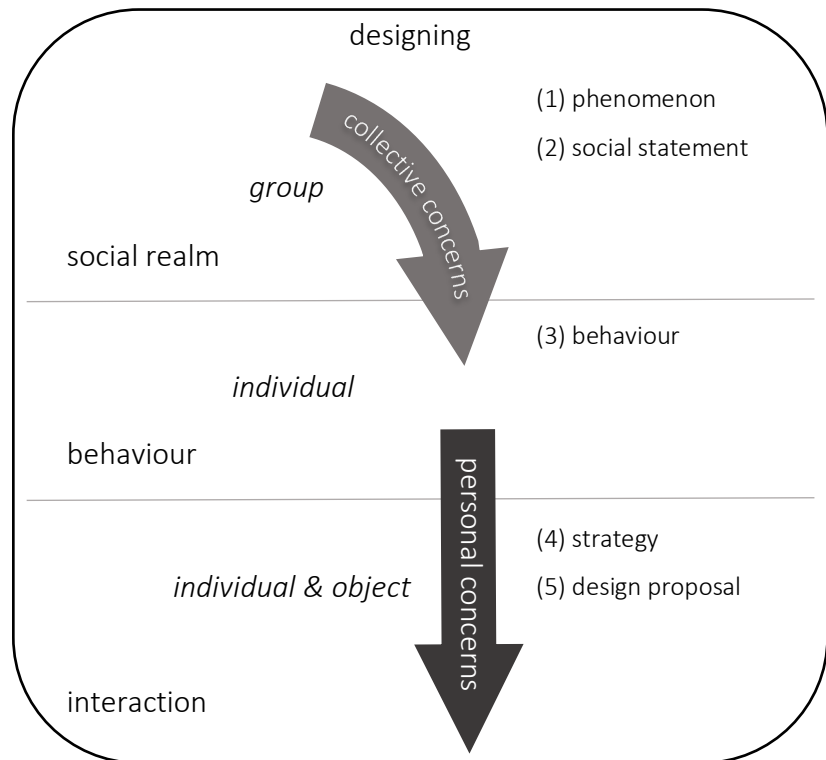 designing
(1) phenomenon
collective concerns
(2) social statement
group
social realm
(3) behaviour
individual
behaviour
personal concerns
(4) strategy
individual & object
(5) design proposal
interaction